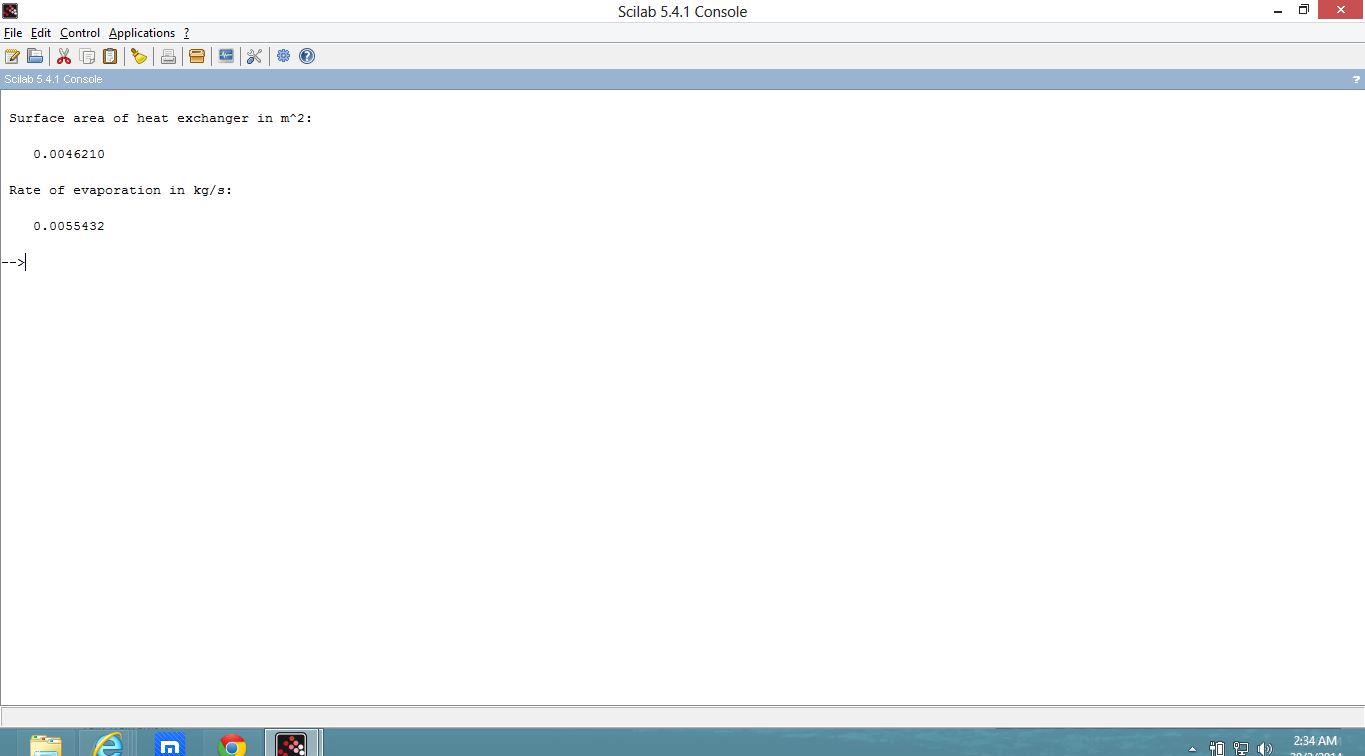 Scilab 5.4.1 Console
File Edit Control Applications ?
Scilab 5.4.1 Console ?
Surface area of heat exchanger in m^2:
0.0046210
Rate of evaporation in kg/s:
0.0055432
-->
2:34 AM